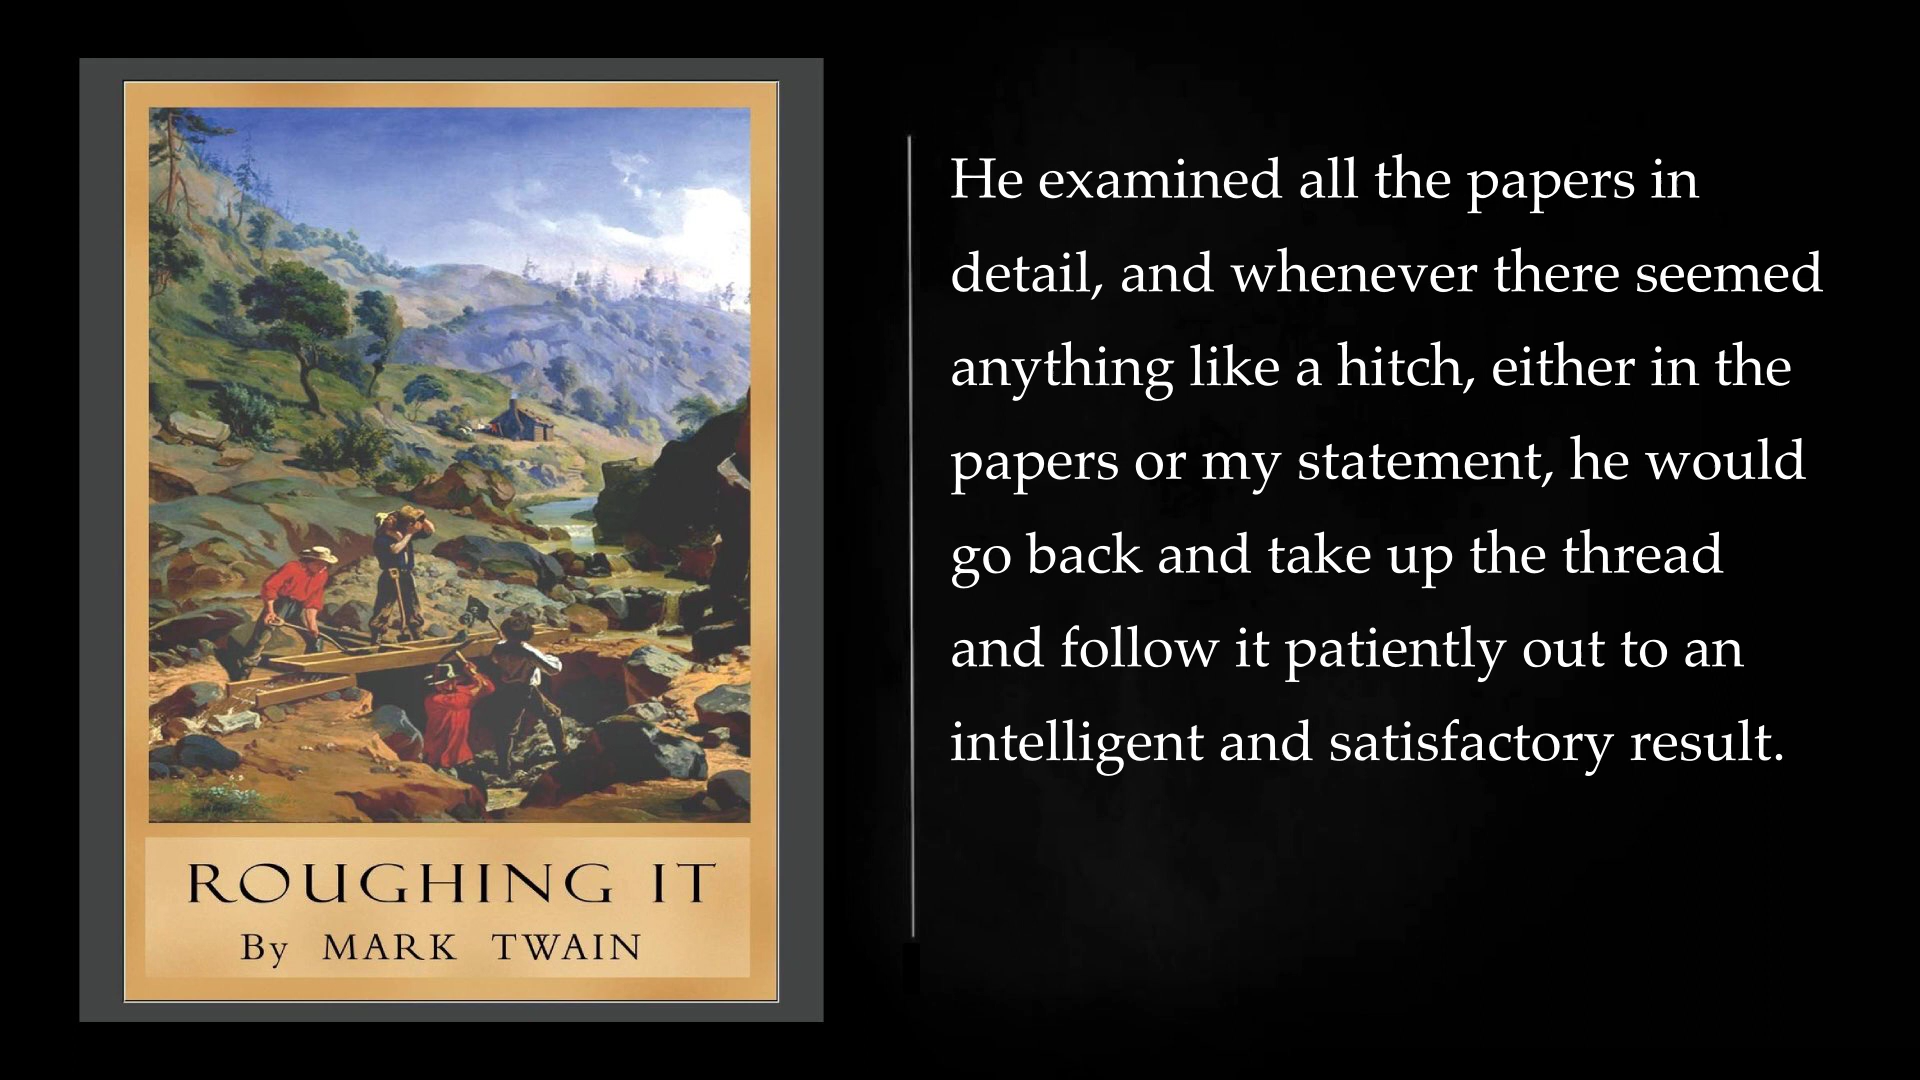 ROUGHING IT
By MARK TWAIN
He examined all the papers in
detail, and whenever there seemed
anything like a hitch, either in the
papers or my statement, he would
go back and take up the thread
and follow it patiently out to an
intelligent and satisfactory result.